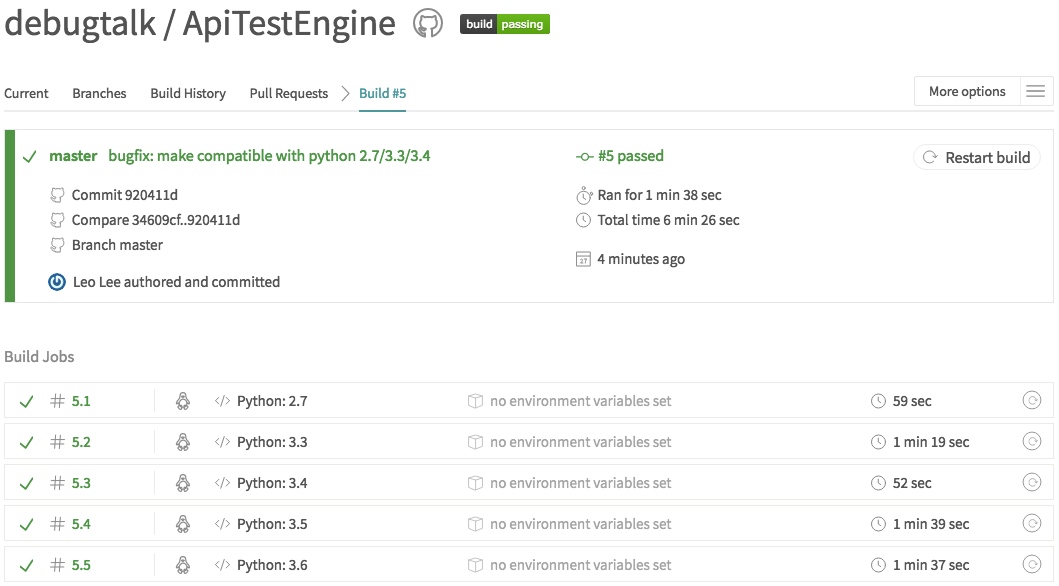 debugtalk / ApiTestEngine build passing
Current Branches Build History Pull Requests Build #5 More options
master bugfix: make compatible with python 2.7/3.3/3.4 #5 passed Restart build
Commit 920411d Ran for 1 min 38 sec
Compare 34609cf..920411d Total time 6 min 26 sec
Branch master
27 4 minutes ago
Leo Lee authored and committed
Build Jobs
# 5.1 </> Python: 2.7 no environment variables set 59 sec
# 5.2 </> Python: 3.3 no environment variables set 1 min 19 sec
# 5.3 </> Python: 3.4 no environment variables set 52 sec
# 5.4 </> Python: 3.5 no environment variables set 1 min 39 sec
# 5.5 </> Python: 3.6 no environment variables set 1 min 37 sec